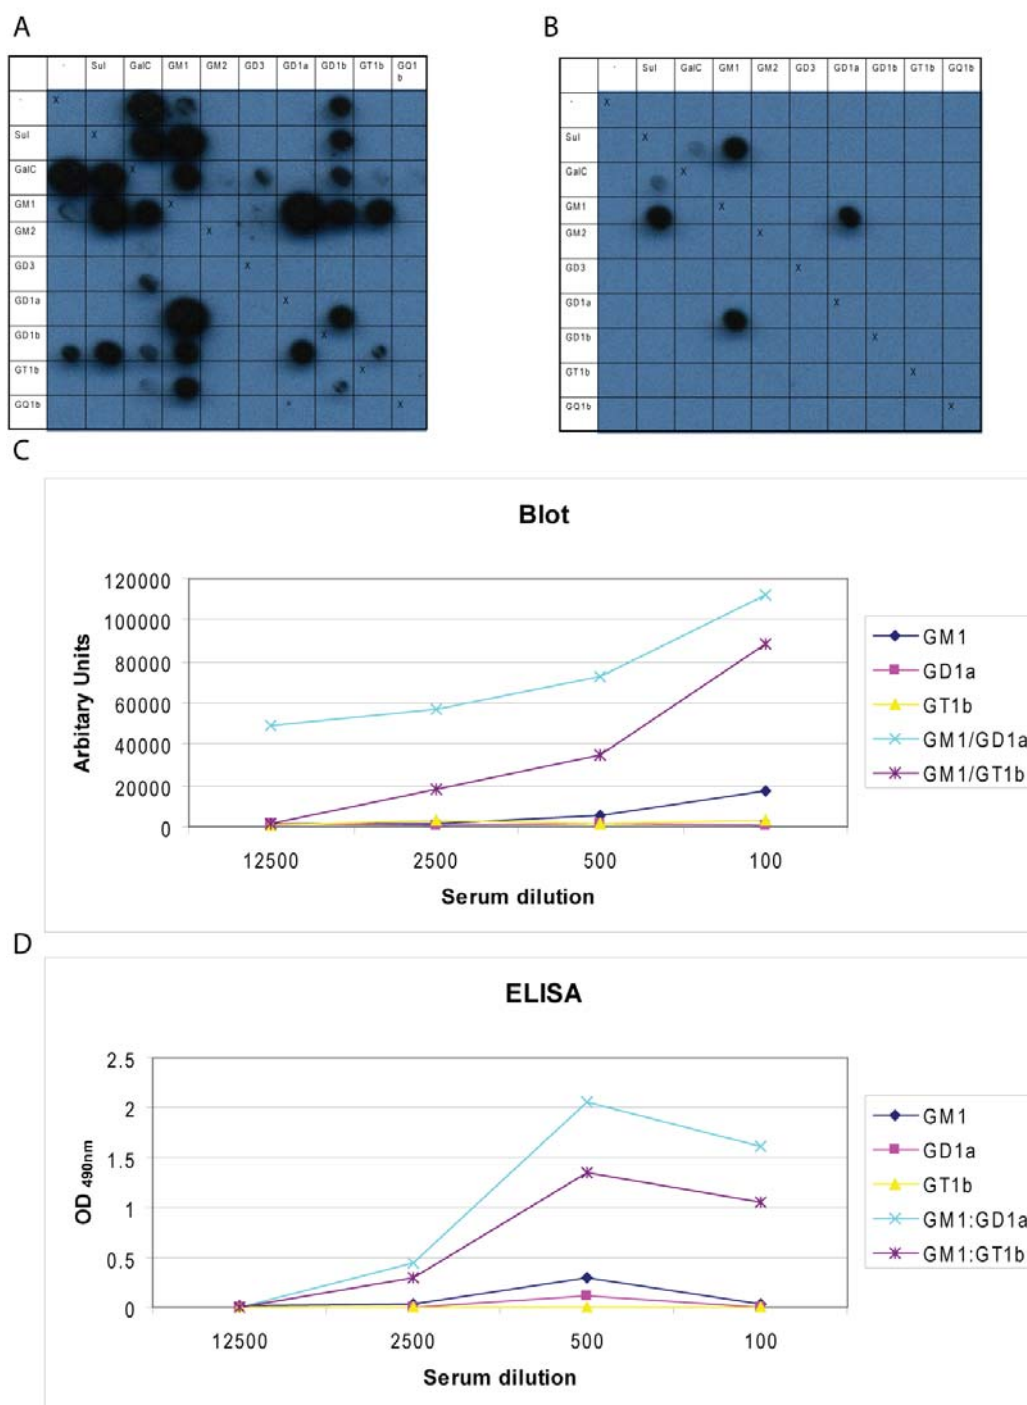 A
- Sul GalC GM1 GM2 GD3 GD1a GD1b GT1b GQ1
b
- X
Sul X
GalC X
GM1 X
GM2 X
GD3 X
GD1a X
GD1b X
GT1b X
GQ1b X
B
- Sul GalC GM1 GM2 GD3 GD1a GD1b GT1b GQ1b
- X
Sul X
GalC X
GM1 X
GM2 X
GD3 X
GD1a X
GD1b X
GT1b X
GQ1b X
C
Blot
120000
100000
80000
60000
40000
20000
0
Arbitary Units
12500 2500 500 100
Serum dilution
GM1
GD1a
GT1b
GM1/GD1a
GM1/GT1b
D
ELISA
2.5
2
1.5
1
0.5
0
OD 490nm
12500 2500 500 100
Serum dilution
GM1
GD1a
GT1b
GM1:GD1a
GM1:GT1b